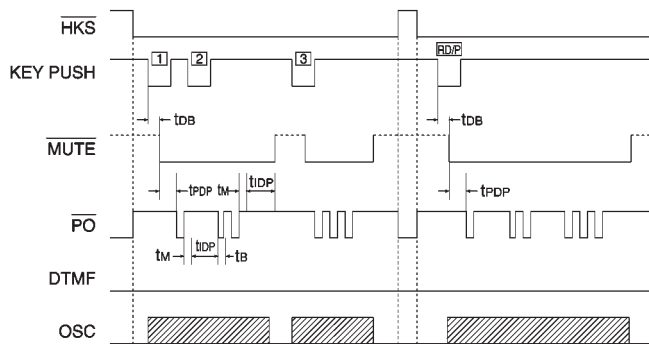 HKS
RD/P
1 2 3
KEY PUSH
tDB tDB
MUTE
tPDP tM tIDP tPDP
PO
tM tIDP tB
DTMF
OSC